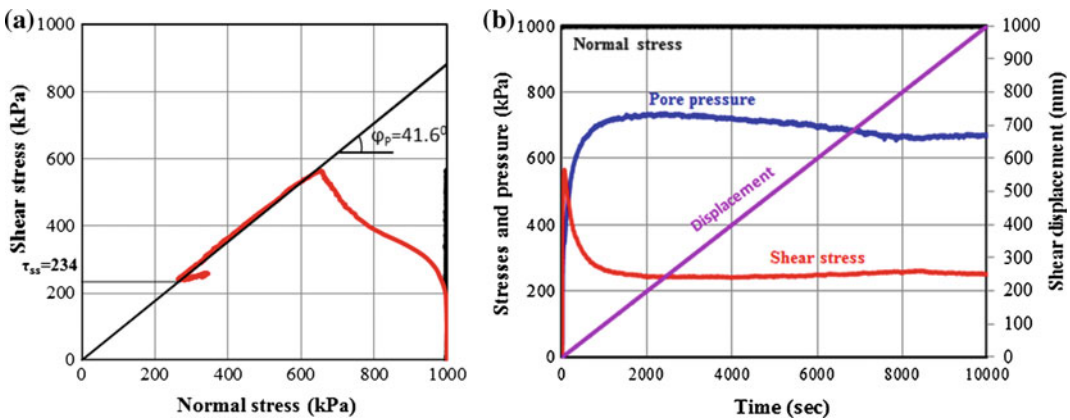 (a)
1000
800
600
400
τss=234
200
0
Shear stress (kPa)
φP=41.6⁰
0 200 400 600 800 1000
Normal stress (kPa)
(b)
1000
800
600
400
200
0
Stresses and pressure (kPa)
Normal stress
Pore pressure
Displacement
Shear stress
1000
900
800
700
600
500
400
300
200
100
0
Shear displacement (mm)
0 2000 4000 6000 8000 10000
Time (sec)